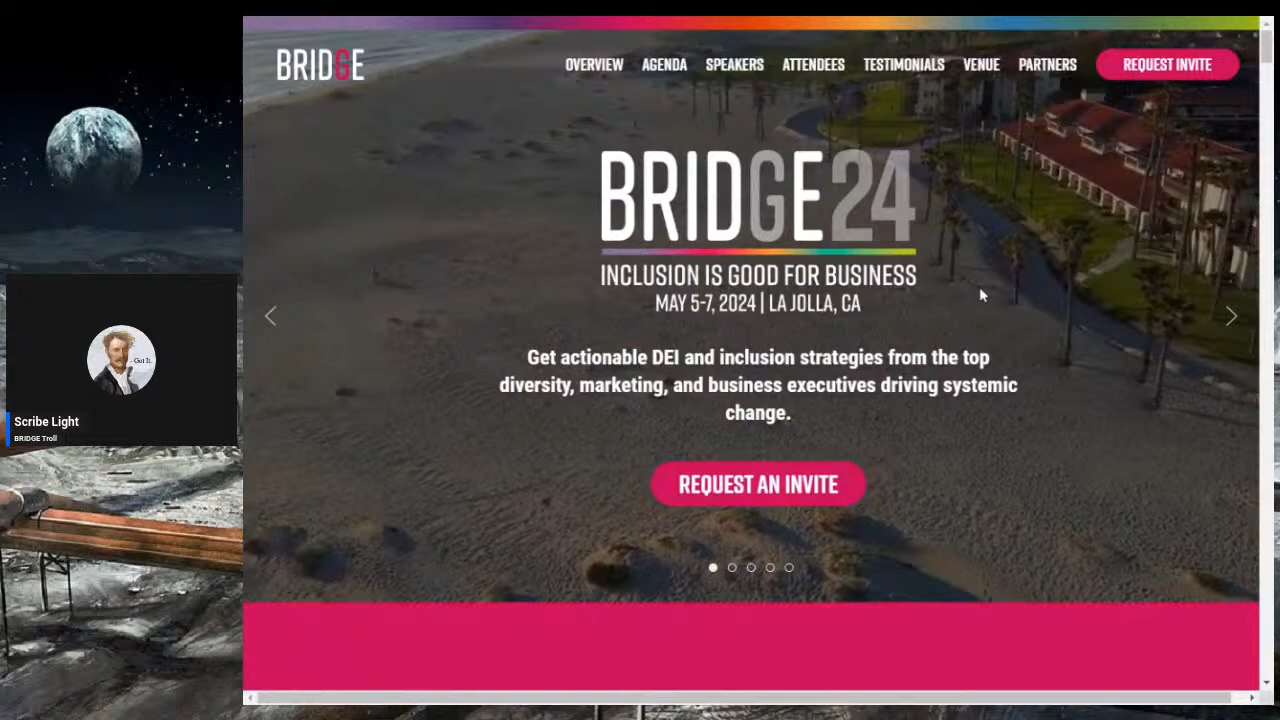 BRIDGE
OVERVIEW
AGENDA
SPEAKERS
ATTENDEES
TESTIMONIALS
VENUE
PARTNERS
REQUEST INVITE
BRIDGE24
INCLUSION IS GOOD FOR BUSINESS
MAY 5-7, 2024 | LA JOLLA, CA
Get actionable DEI and inclusion strategies from the top
diversity, marketing, and business executives driving systemic
change.
REQUEST AN INVITE
- Got It.
Scribe Light
BRIDGE Troll